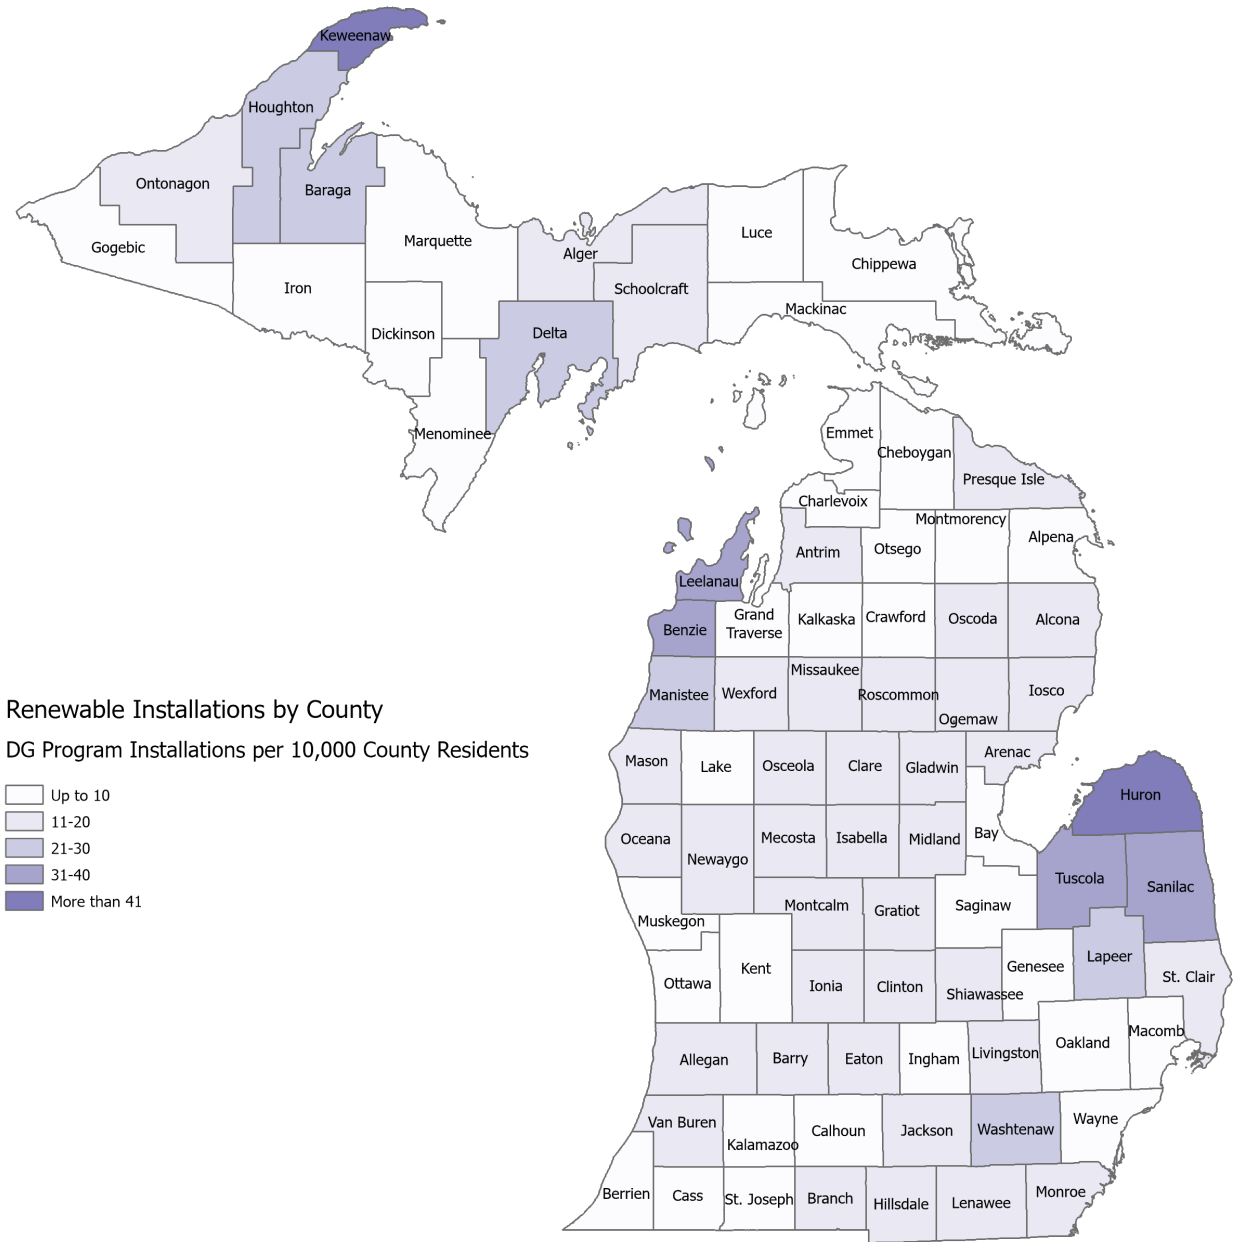 Keweenaw
Houghton
Ontonagon
Baraga
Gogebic
Marquette
Alger
Luce
Chippewa
Iron
Schoolcraft
Mackinac
Dickinson
Delta
Menominee
Emmet
Cheboygan
Presque Isle
Charlevoix
Montmorency
Antrim
Otsego
Alpena
Leelanau
Benzie
Grand
Traverse
Kalkaska
Crawford
Oscoda
Alcona
Manistee
Wexford
Missaukee
Roscommon
Ogemaw
Iosco
Renewable Installations by County
DG Program Installations per 10,000 County Residents
Up to 10
11-20
21-30
31-40
More than 41
Mason
Lake
Osceola
Clare
Gladwin
Arenac
Huron
Oceana
Newaygo
Mecosta
Isabella
Midland
Bay
Tuscola
Sanilac
Muskegon
Montcalm
Gratiot
Saginaw
Ottawa
Kent
Ionia
Clinton
Shiawassee
Genesee
Lapeer
St. Clair
Allegan
Barry
Eaton
Ingham
Livingston
Oakland
Macomb
Van Buren
Kalamazoo
Calhoun
Jackson
Washtenaw
Wayne
Berrien
Cass
St. Joseph
Branch
Hillsdale
Lenawee
Monroe